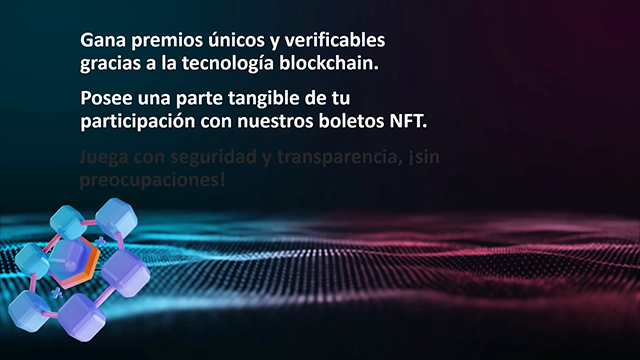 Gana premios únicos y verificables
gracias a la tecnología blockchain.
Posee una parte tangible de tu
participación con nuestros boletos NFT.
Juega con seguridad y transparencia, ¡sin
preocupaciones!